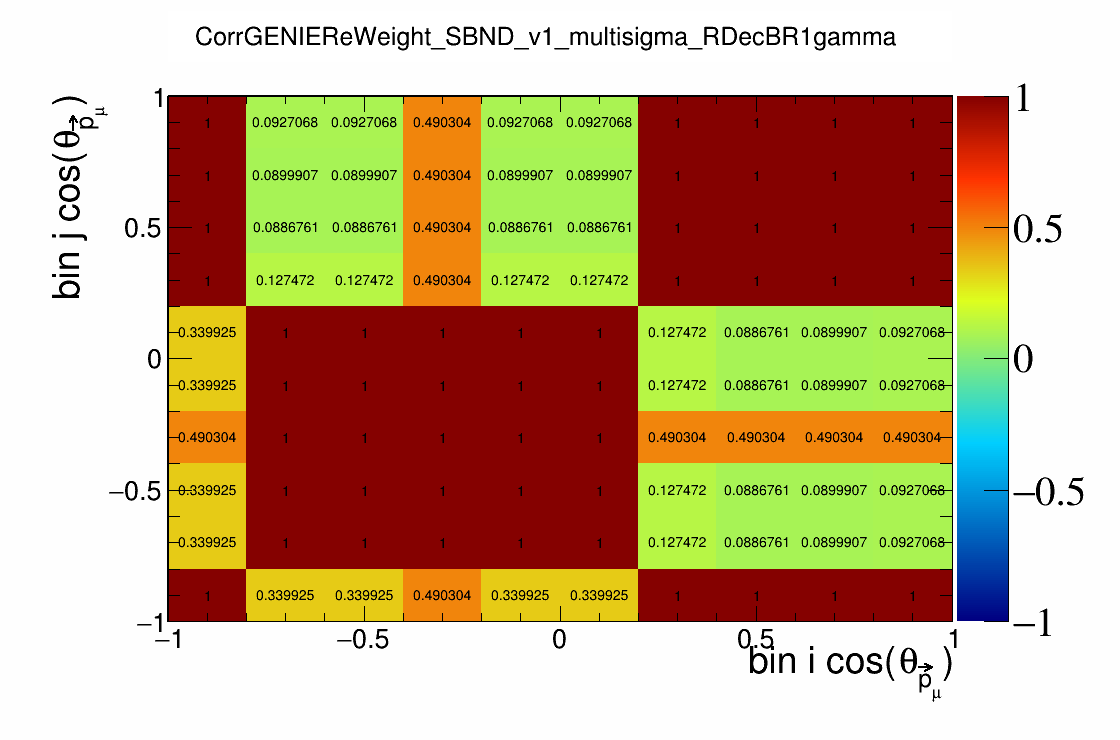 CorrGENIEReWeight_SBND_v1_multisigma_RDecBR1gamma
bin j cos(θ_p⃗_μ)
1
0.5
0
−0.5
−1
1 0.0927068 0.0927068 0.490304 0.0927068 0.0927068 1 1 1 1
1 0.0899907 0.0899907 0.490304 0.0899907 0.0899907 1 1 1 1
1 0.0886761 0.0886761 0.490304 0.0886761 0.0886761 1 1 1 1
1 0.127472 0.127472 0.490304 0.127472 0.127472 1 1 1 1
0.339925 1 1 1 1 1 0.127472 0.0886761 0.0899907 0.0927068
0.339925 1 1 1 1 1 0.127472 0.0886761 0.0899907 0.0927068
0.490304 1 1 1 1 1 0.490304 0.490304 0.490304 0.490304
0.339925 1 1 1 1 1 0.127472 0.0886761 0.0899907 0.0927068
0.339925 1 1 1 1 1 0.127472 0.0886761 0.0899907 0.0927068
1 0.339925 0.339925 0.490304 0.339925 0.339925 1 1 1 1
−1 −0.5 0 0.5 1
bin i cos(θ_p⃗_μ)
1
0.5
0
−0.5
−1